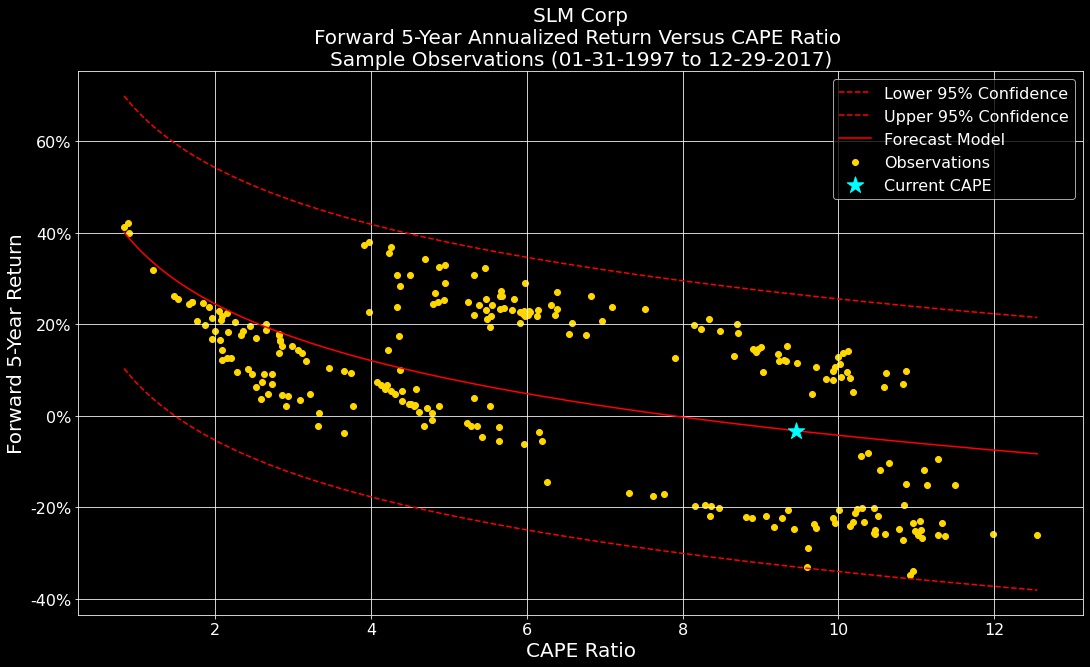 SLM Corp
Forward 5-Year Annualized Return Versus CAPE Ratio
Sample Observations (01-31-1997 to 12-29-2017)
Lower 95% Confidence
Upper 95% Confidence
Forecast Model
Observations
Current CAPE
Forward 5-Year Return
60%
40%
20%
0%
-20%
-40%
2 4 6 8 10 12
CAPE Ratio